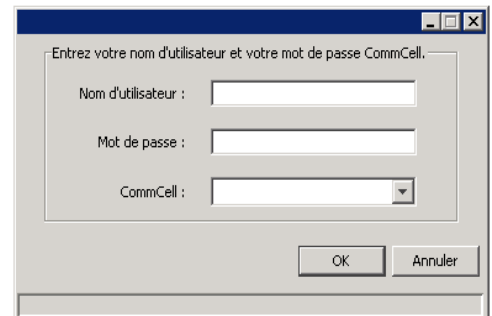 Entrez votre nom d'utilisateur et votre mot de passe CommCell.
Nom d'utilisateur :
Mot de passe :
CommCell :
OK Annuler